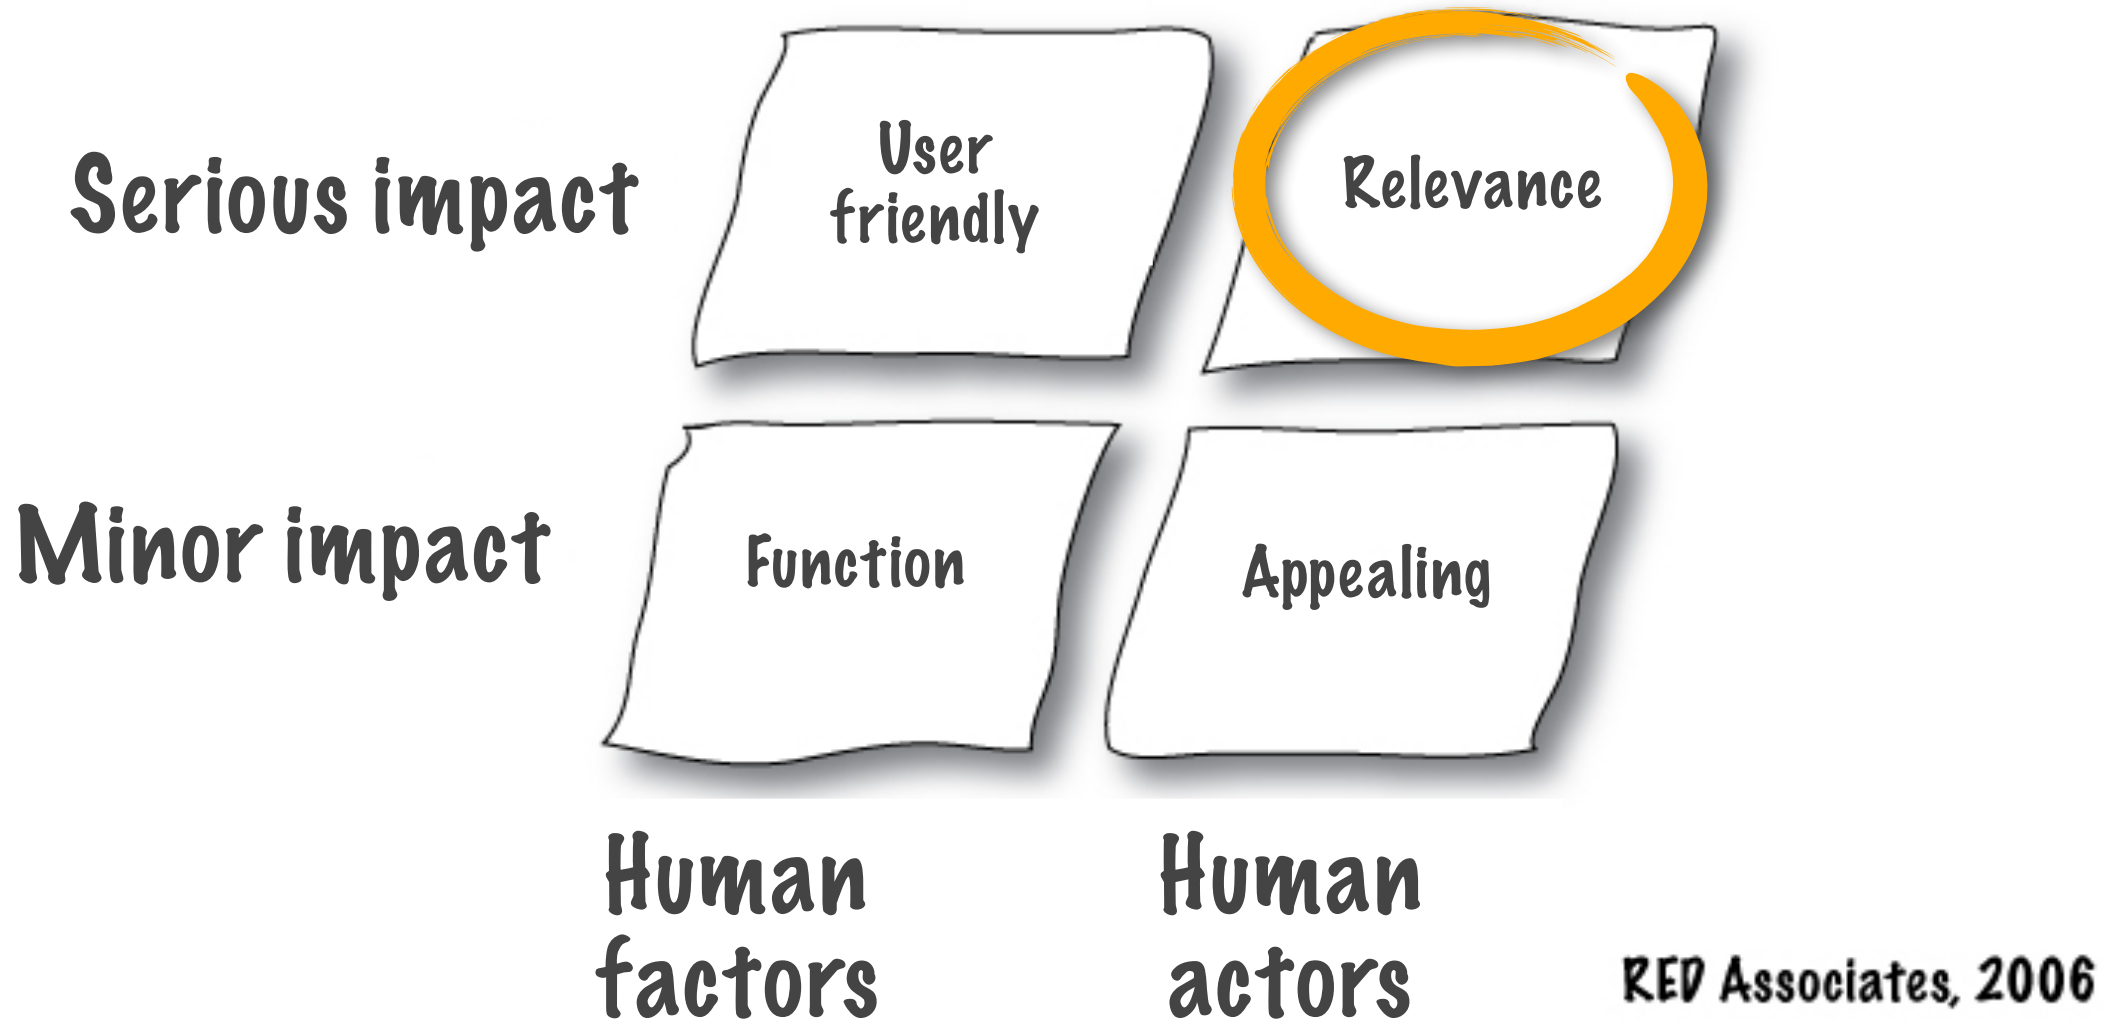 User
friendly
Relevance
Serious impact
Function
Appealing
Minor impact
Human
factors
Human
actors
RED Associates, 2006